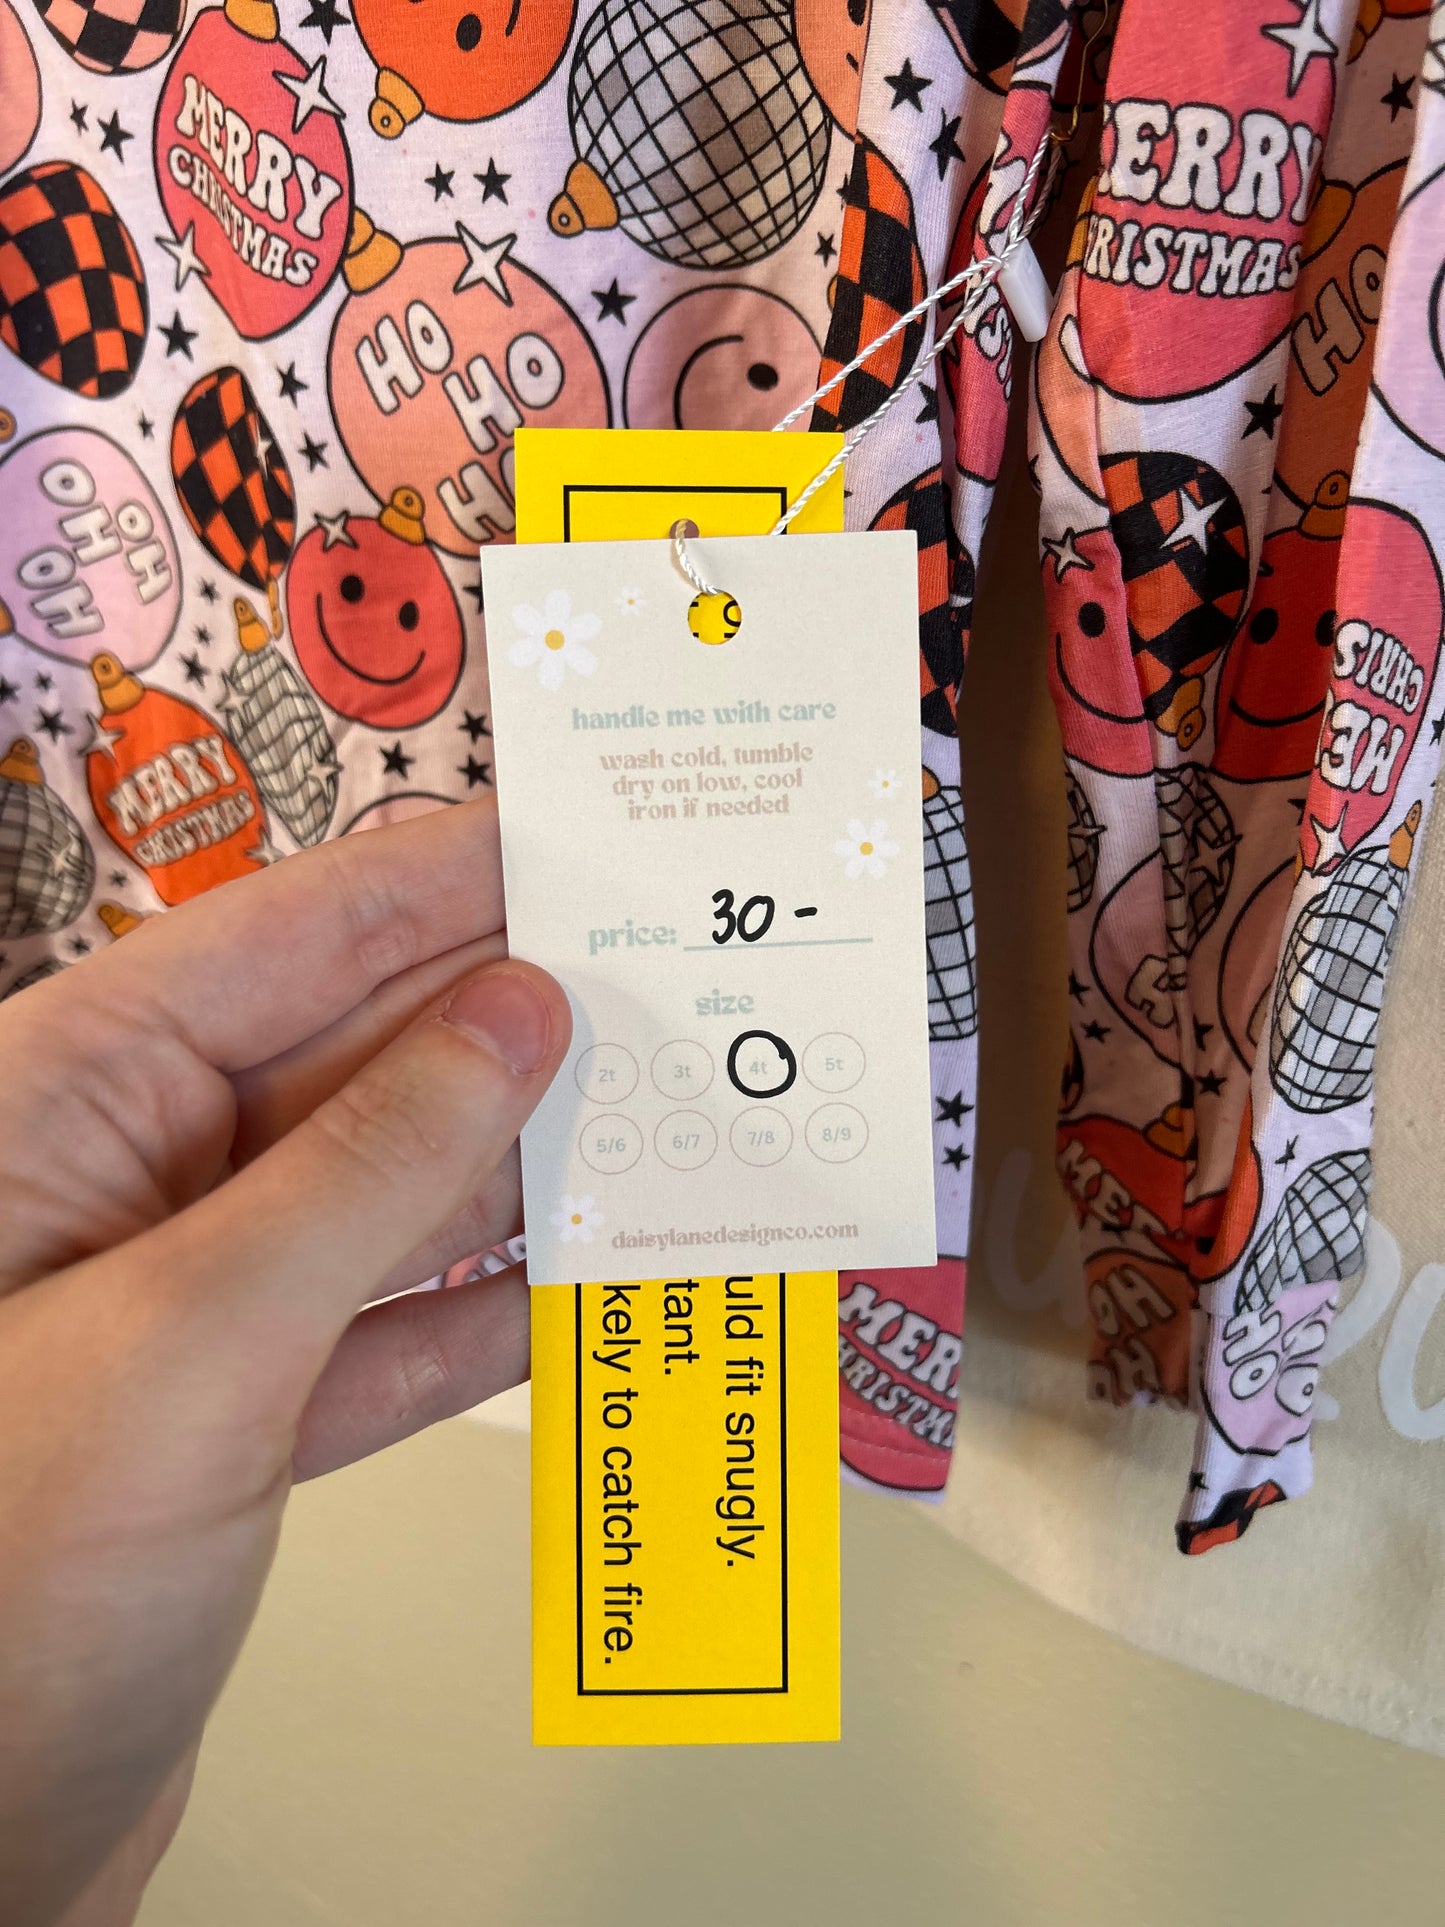 handle me with care
wash cold, tumble
dry on low, cool
iron if needed
price: 30 -
size
2t 3t 4t 5t
5/6 6/7 7/8 8/9
daisylanedesignco.com
uld fit snugly.
tant.
kely to catch fire.
MERRY
CHRISTMAS
HO
HO
HO
HO
HO
HO
MERRY
CHRISTMAS
MERRY
CHRISTMAS
HO
MERRY
CHRISTMAS
HO
HO